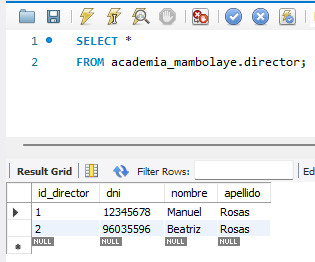 1 SELECT *
2 FROM academia_mambolaye.director;
Result Grid Filter Rows: Ed
id_director dni nombre apellido
1 12345678 Manuel Rosas
2 96035596 Beatriz Rosas
NULL NULL NULL NULL